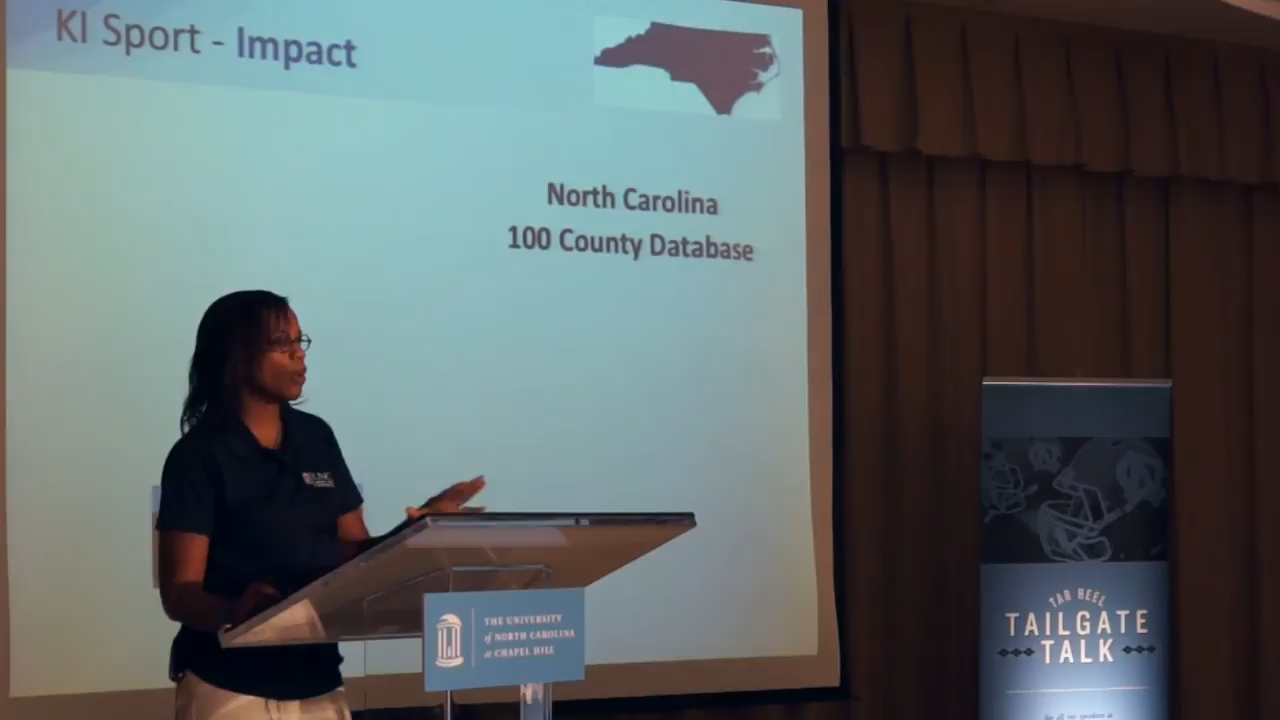 KI Sport - Impact
North Carolina
100 County Database
UNC
THE UNIVERSITY
of NORTH CAROLINA
at CHAPEL HILL
TAR HEEL
TAILGATE
TALK